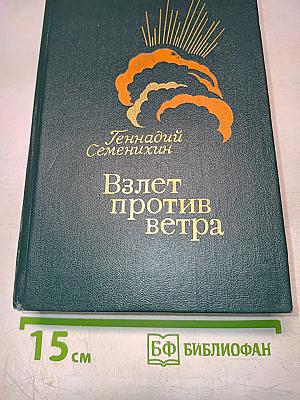 Геннадий
Семенихин
Взлет
против
ветра
15 см
БФ БИБЛИОФАН